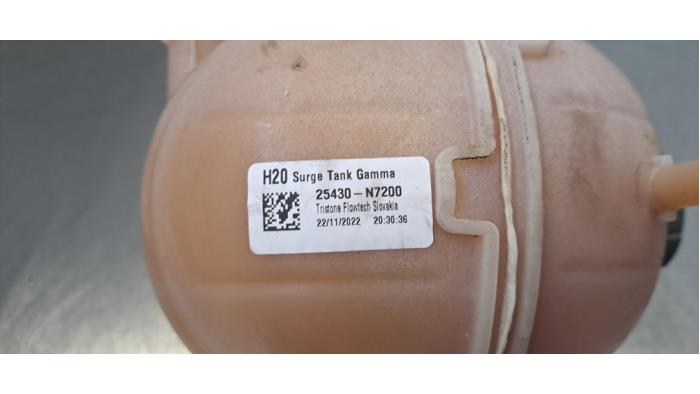 H20 Surge Tank Gamma
25430-N7200
Tristone Flowtech Slovakia
22/11/2022 20:30:36